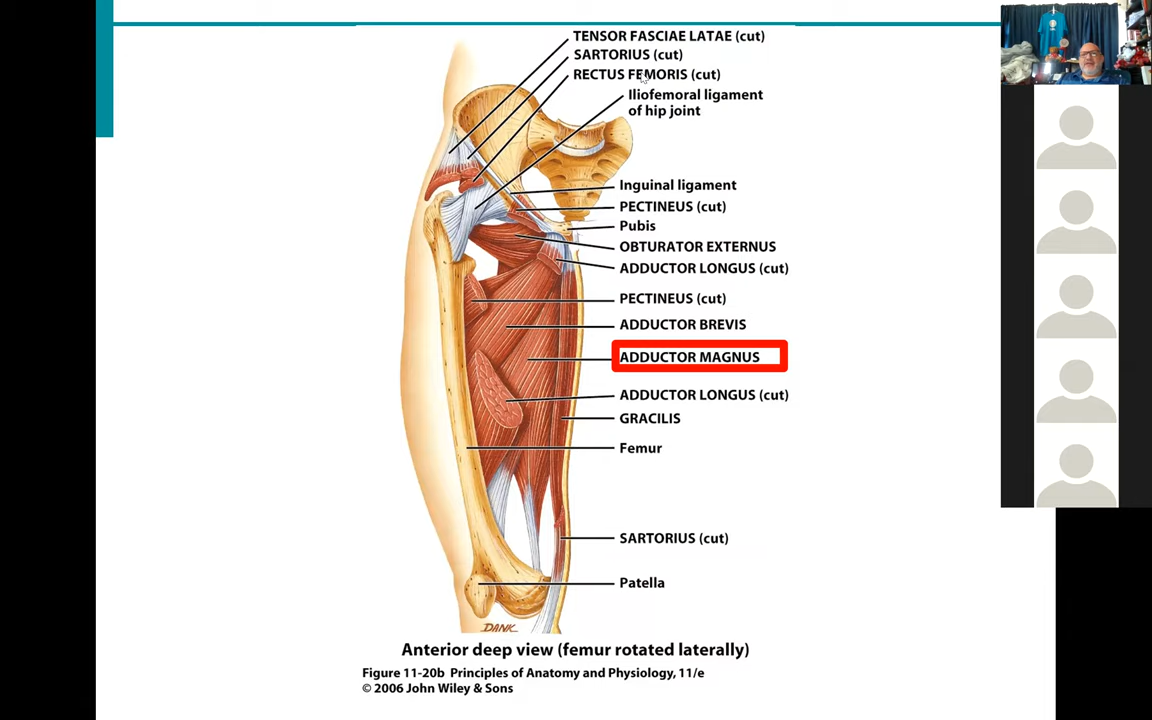 TENSOR FASCIAE LATAE (cut)
SARTORIUS (cut)
RECTUS FEMORIS (cut)
Iliofemoral ligament
of hip joint
Inguinal ligament
PECTINEUS (cut)
Pubis
OBTURATOR EXTERNUS
ADDUCTOR LONGUS (cut)
PECTINEUS (cut)
ADDUCTOR BREVIS
ADDUCTOR MAGNUS
ADDUCTOR LONGUS (cut)
GRACILIS
Femur
SARTORIUS (cut)
Patella
DANK
Anterior deep view (femur rotated laterally)
Figure 11-20b Principles of Anatomy and Physiology, 11/e
© 2006 John Wiley & Sons